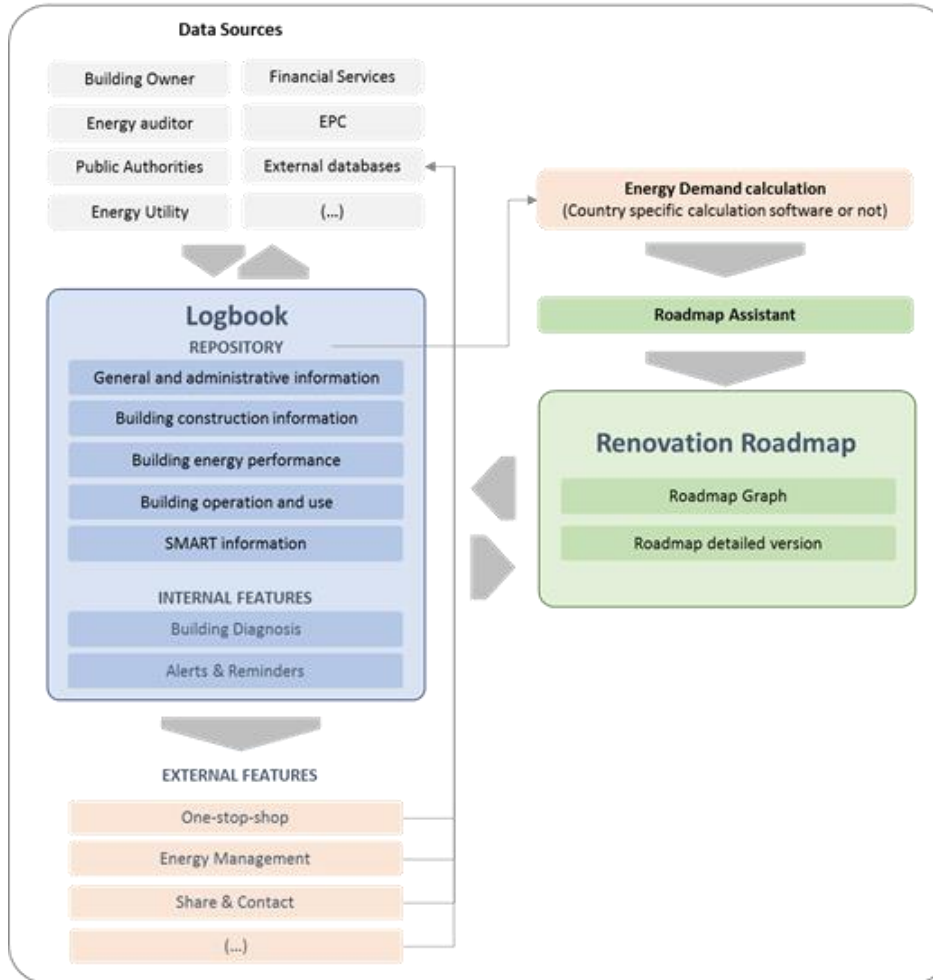 Data Sources
Building Owner
Financial Services
Energy auditor
EPC
Public Authorities
External databases
Energy Utility
(...)
Energy Demand calculation
(Country specific calculation software or not)
Roadmap Assistant
Logbook
REPOSITORY
General and administrative information
Building construction information
Building energy performance
Building operation and use
SMART information
INTERNAL FEATURES
Building Diagnosis
Alerts & Reminders
Renovation Roadmap
Roadmap Graph
Roadmap detailed version
EXTERNAL FEATURES
One-stop-shop
Energy Management
Share & Contact
(...)